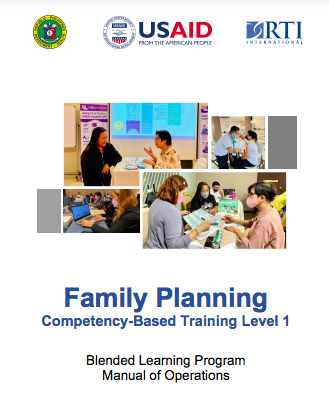 USAID
FROM THE AMERICAN PEOPLE
RTI
INTERNATIONAL
Family Planning
Competency-Based Training Level 1
Blended Learning Program
Manual of Operations